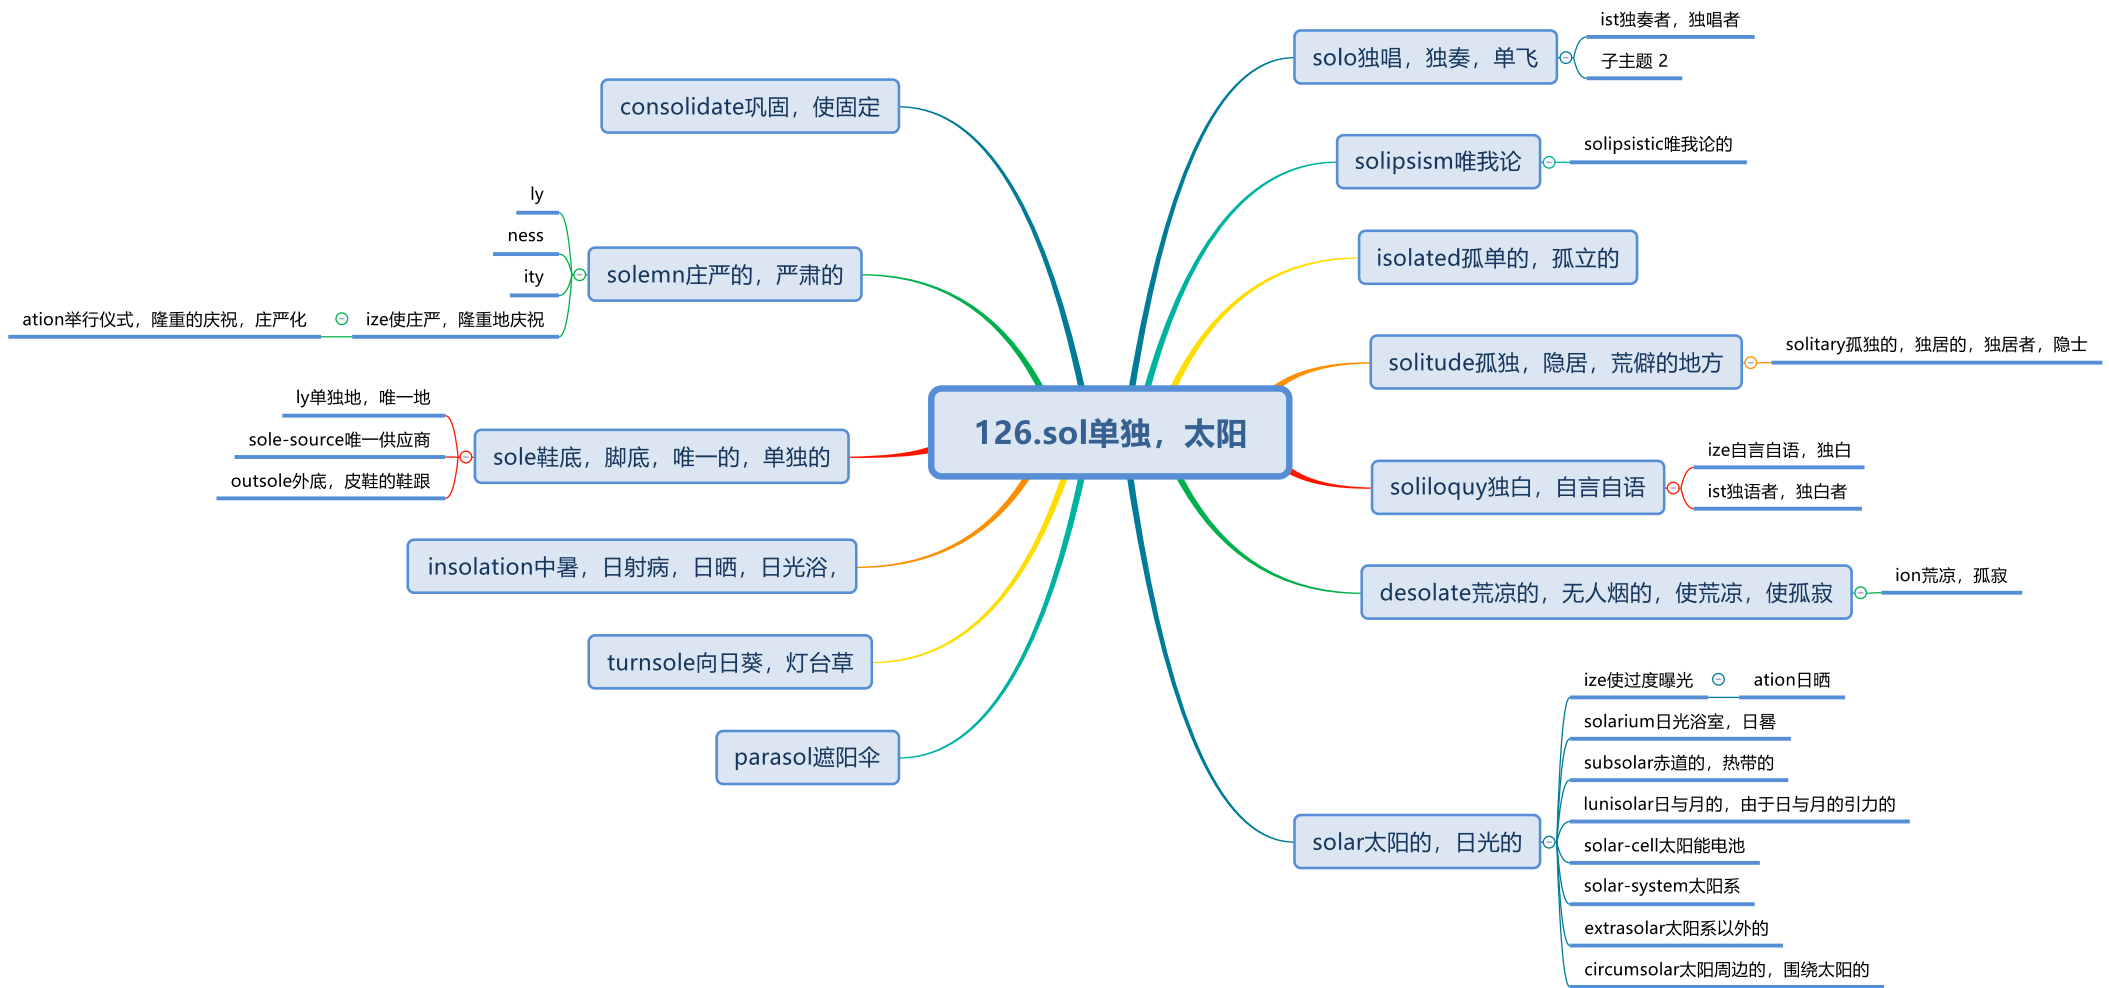 126.sol单独，太阳
solo独唱，独奏，单飞
ist独奏者，独唱者
子主题 2
solipsism唯我论
solipsistic唯我论的
isolated孤单的，孤立的
solitude孤独，隐居，荒僻的地方
solitary孤独的，独居的，独居者，隐士
soliloquy独白，自言自语
ize自言自语，独白
ist独语者，独白者
desolate荒凉的，无人烟的，使荒凉，使孤寂
ion荒凉，孤寂
solar太阳的，日光的
ize使过度曝光
ation日晒
solarium日光浴室，日晷
subsolar赤道的，热带的
lunisolar日与月的，由于日与月的引力的
solar-cell太阳能电池
solar-system太阳系
extrasolar太阳系以外的
circumsolar太阳周边的，围绕太阳的
consolidate巩固，使固定
solemn庄严的，严肃的
ly
ness
ity
ize使庄严，隆重地庆祝
ation举行仪式，隆重的庆祝，庄严化
sole鞋底，脚底，唯一的，单独的
ly单独地，唯一地
sole-source唯一供应商
outsole外底，皮鞋的鞋跟
insolation中暑，日射病，日晒，日光浴，
turnsole向日葵，灯台草
parasol遮阳伞